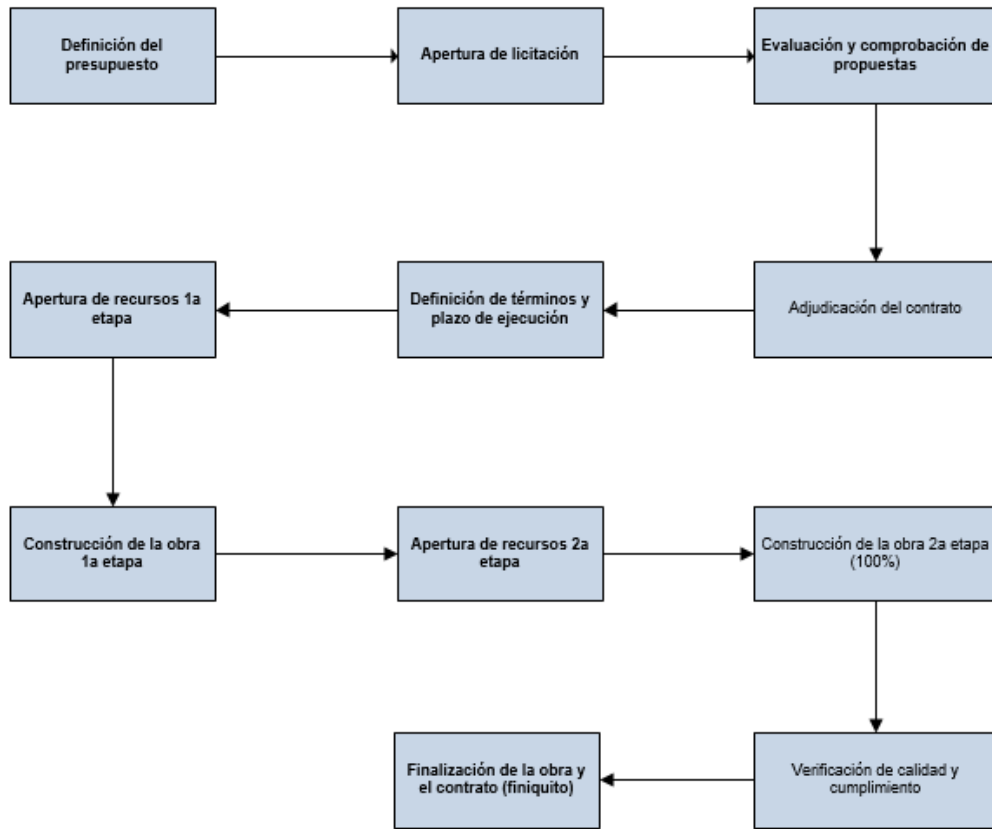 Definición del
presupuesto
Apertura de licitación
Evaluación y comprobación de
propuestas
Apertura de recursos 1a
etapa
Definición de términos y
plazo de ejecución
Adjudicación del contrato
Construcción de la obra
1a etapa
Apertura de recursos 2a
etapa
Construcción de la obra 2a etapa
(100%)
Finalización de la obra y
el contrato (finiquito)
Verificación de calidad y
cumplimiento